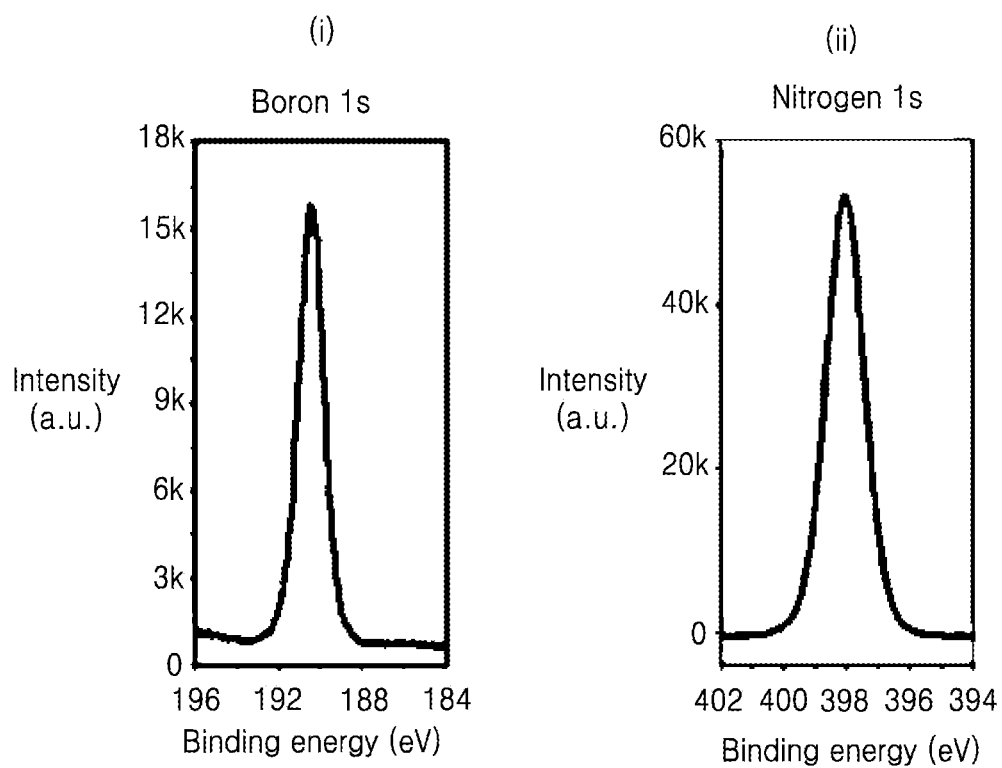 (i)
Boron 1s
18k
15k
12k
9k
6k
3k
0
Intensity
(a.u.)
196 192 188 184
Binding energy (eV)
(ii)
Nitrogen 1s
60k
40k
20k
0
Intensity
(a.u.)
402 400 398 396 394
Binding energy (eV)